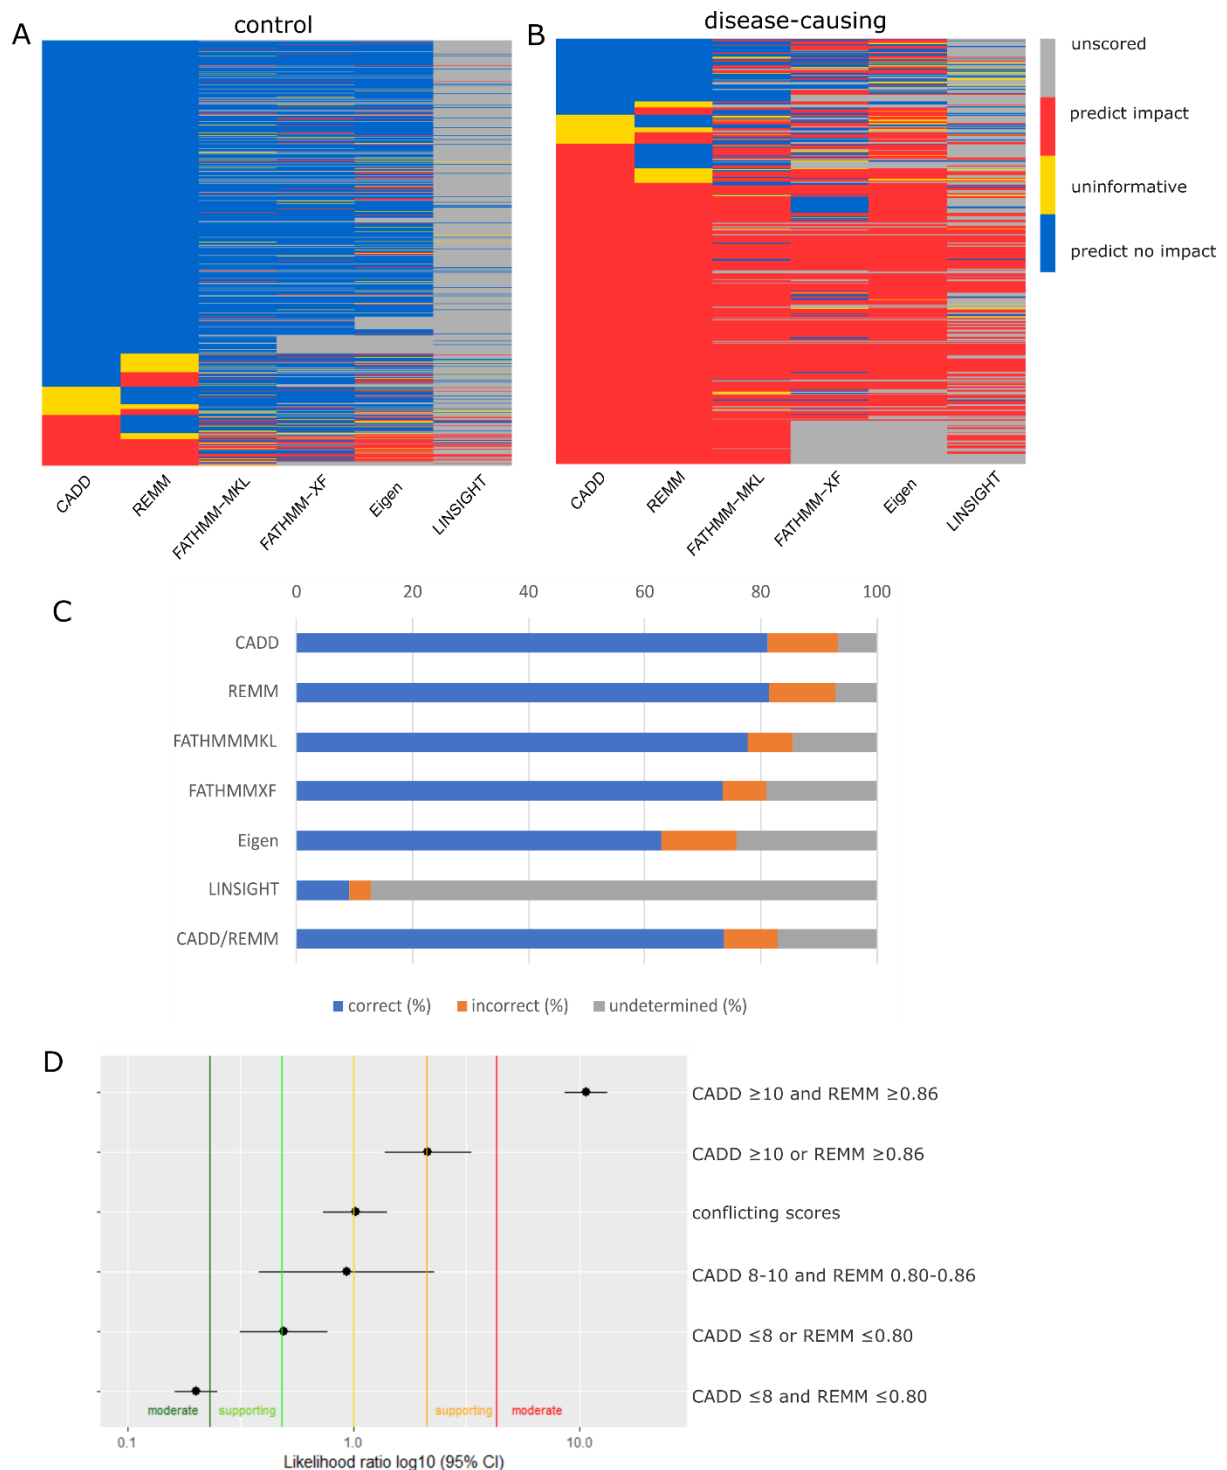 A
control
B
disease-causing
unscored
predict impact
uninformative
predict no impact
CADD
REMM
FATHMM-MKL
FATHMM-XF
Eigen
LINSIGHT
CADD
REMM
FATHMM-MKL
FATHMM-XF
Eigen
LINSIGHT
C
0 20 40 60 80 100
CADD
REMM
FATHMMMKL
FATHMMXF
Eigen
LINSIGHT
CADD/REMM
correct (%) incorrect (%) undetermined (%)
D
CADD ≥10 and REMM ≥0.86
CADD ≥10 or REMM ≥0.86
conflicting scores
CADD 8-10 and REMM 0.80-0.86
CADD ≤8 or REMM ≤0.80
CADD ≤8 and REMM ≤0.80
moderate supporting supporting moderate
0.1 1.0 10.0
Likelihood ratio log10 (95% CI)